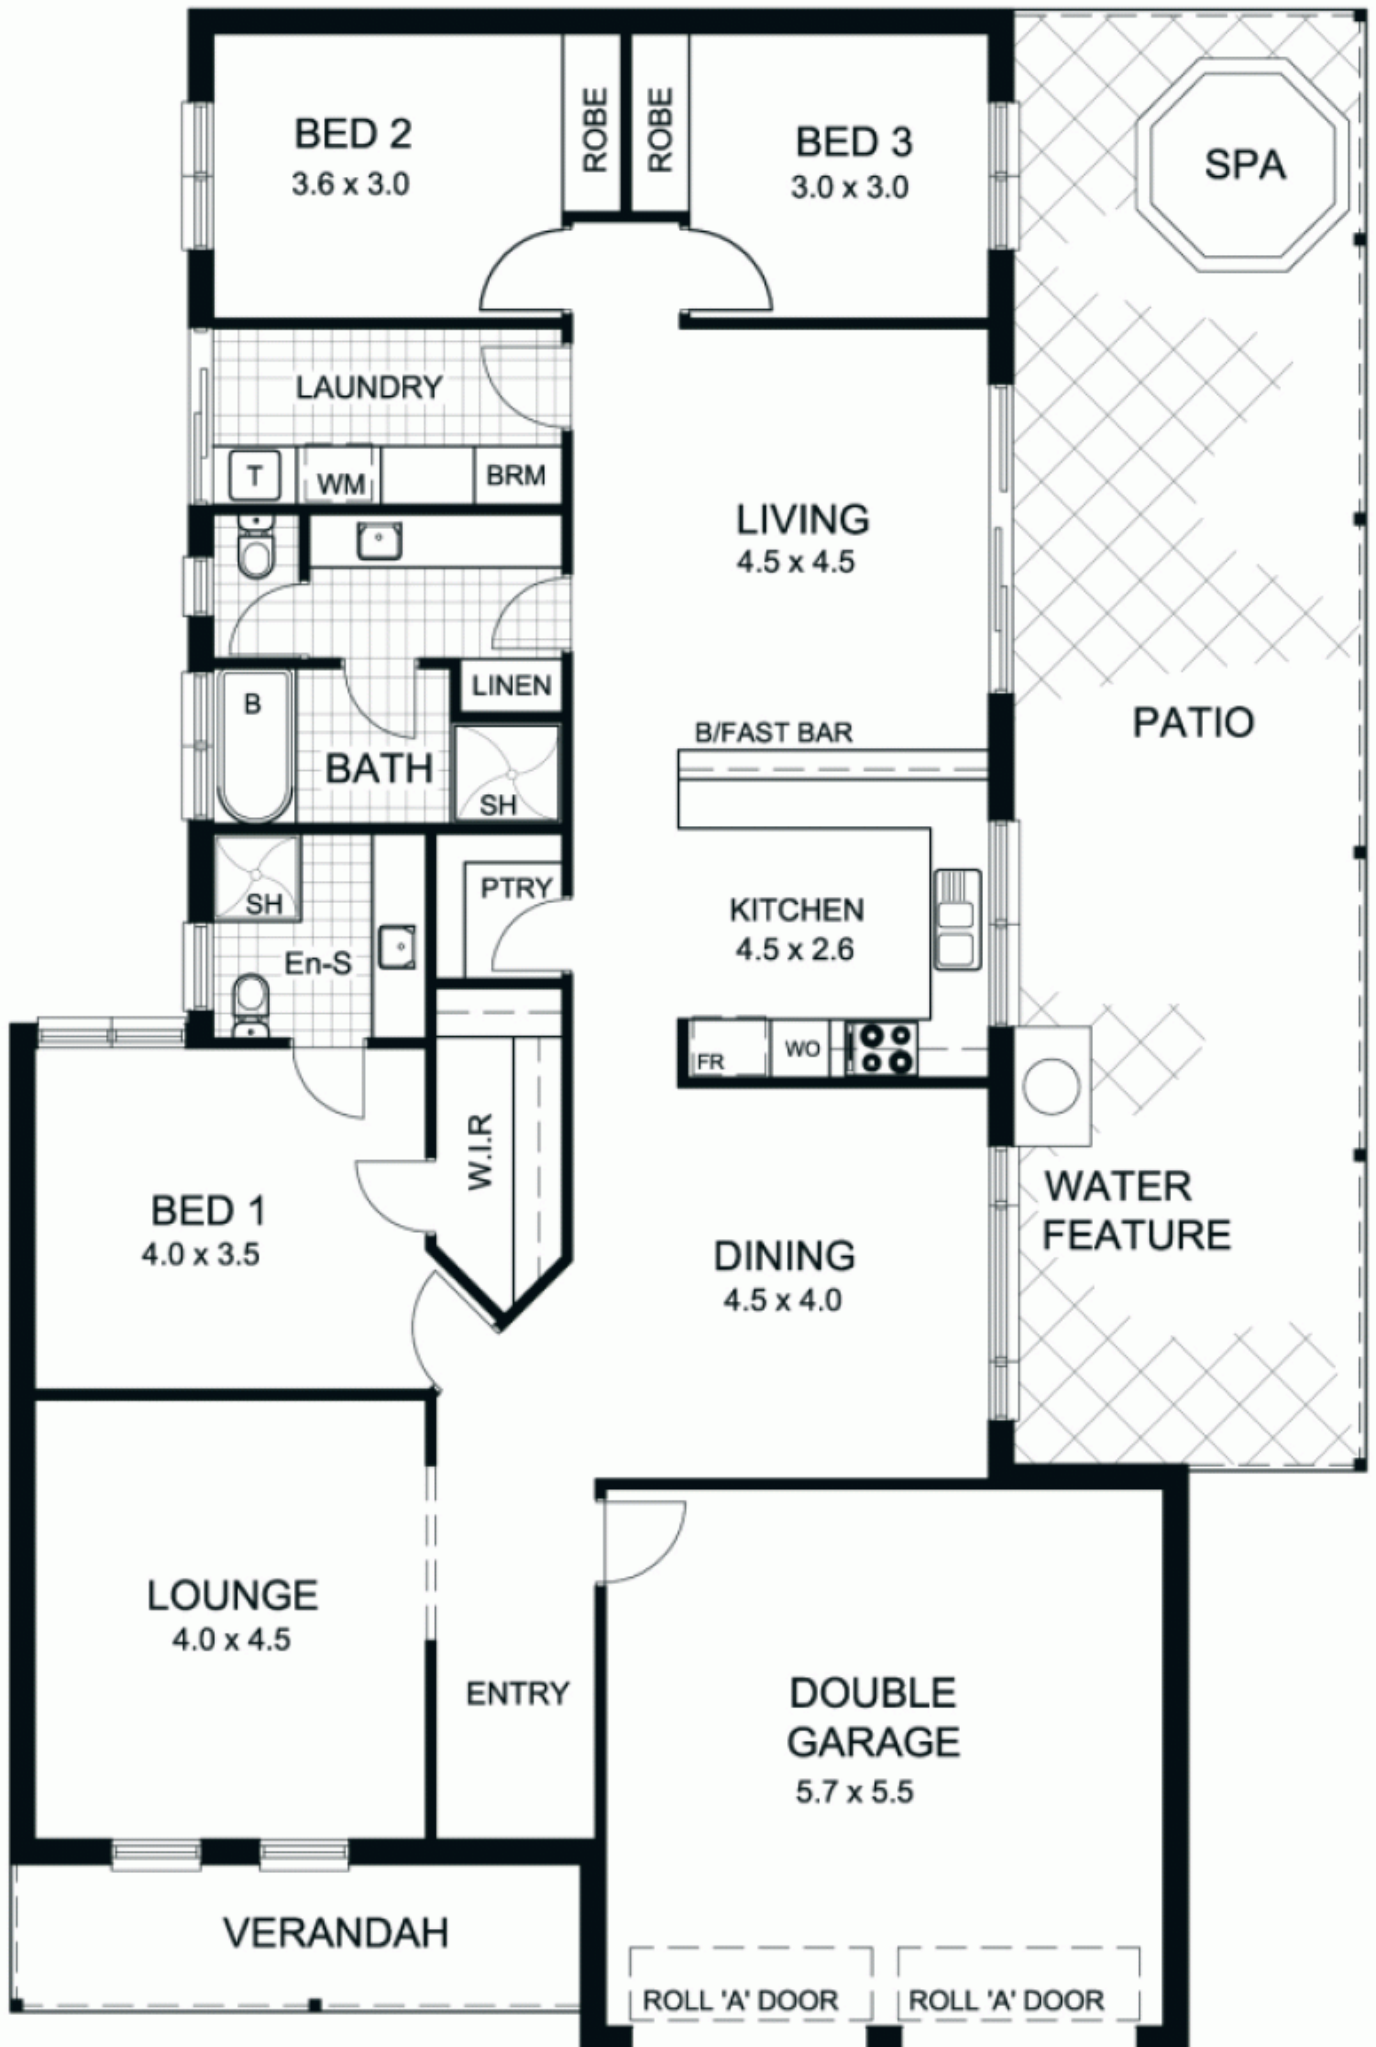 BED 2
3.6 x 3.0
ROBE
ROBE
BED 3
3.0 x 3.0
SPA
LAUNDRY
T
WM
BRM
LIVING
4.5 x 4.5
LINEN
B
BATH
SH
B/FAST BAR
PATIO
SH
En-S
PTRY
KITCHEN
4.5 x 2.6
FR
WO
W.I.R
BED 1
4.0 x 3.5
DINING
4.5 x 4.0
WATER
FEATURE
LOUNGE
4.0 x 4.5
ENTRY
DOUBLE
GARAGE
5.7 x 5.5
VERANDAH
ROLL 'A' DOOR
ROLL 'A' DOOR